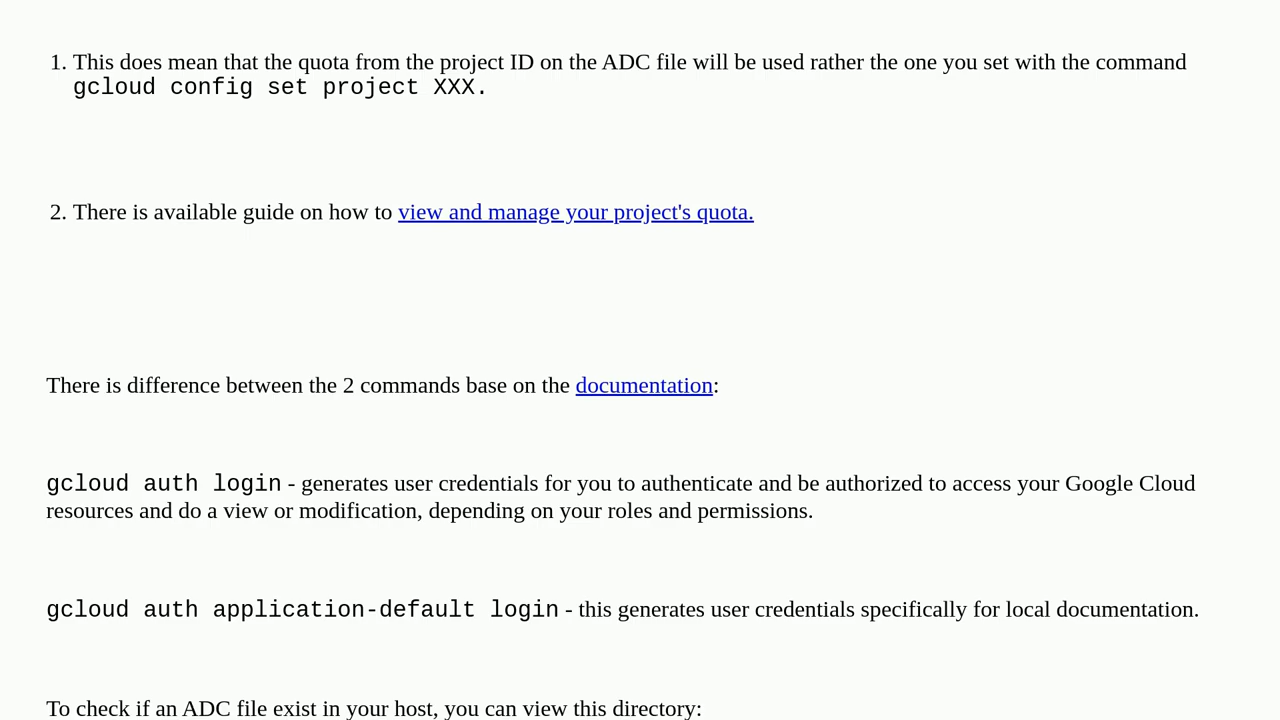 1. This does mean that the quota from the project ID on the ADC file will be used rather the one you set with the command
gcloud config set project XXX.
2. There is available guide on how to view and manage your project's quota.
There is difference between the 2 commands base on the documentation:
gcloud auth login - generates user credentials for you to authenticate and be authorized to access your Google Cloud
resources and do a view or modification, depending on your roles and permissions.
gcloud auth application-default login - this generates user credentials specifically for local documentation.
To check if an ADC file exist in your host, you can view this directory: